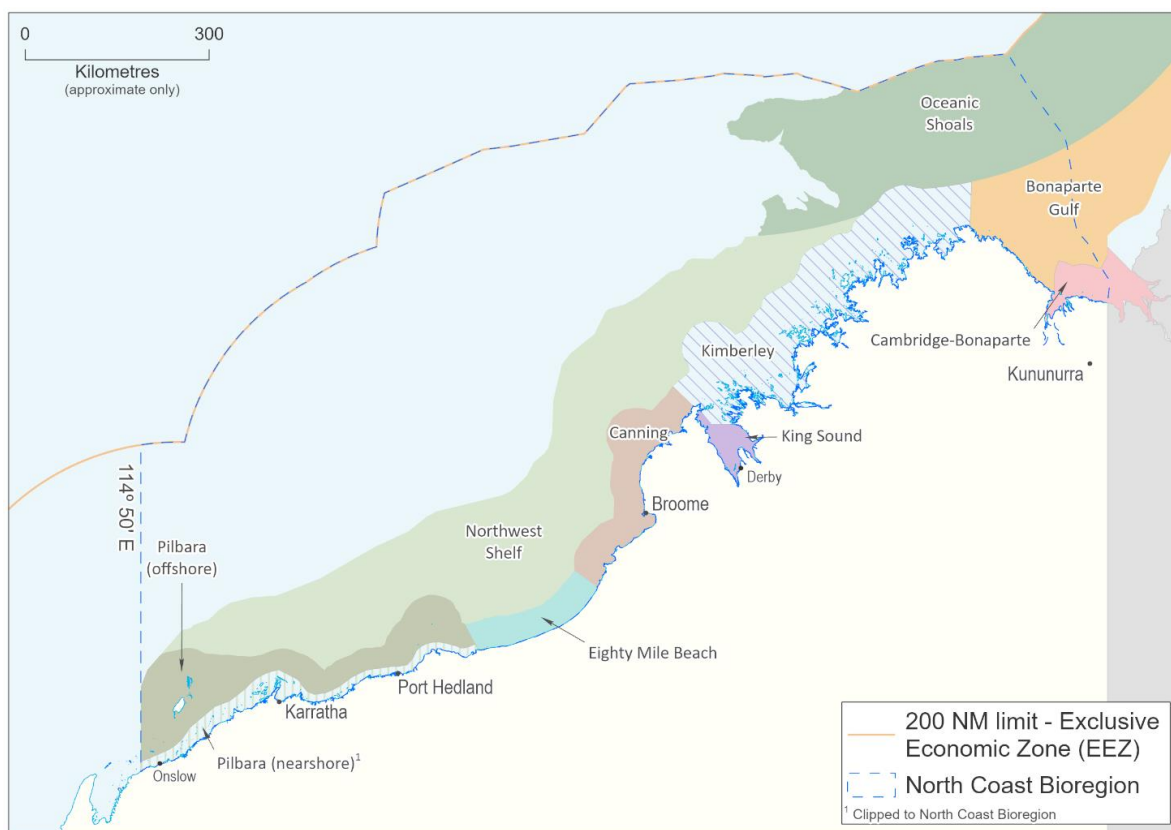 0 300
Kilometres
(approximate only)
Oceanic
Shoals
Bonaparte
Gulf
Cambridge-Bonaparte
Kununurra
Kimberley
King Sound
Derby
Canning
Broome
114º 50' E
Northwest
Shelf
Pilbara
(offshore)
Eighty Mile Beach
Port Hedland
Karratha
Pilbara (nearshore)¹
Onslow
200 NM limit - Exclusive
Economic Zone (EEZ)
North Coast Bioregion
¹ Clipped to North Coast Bioregion